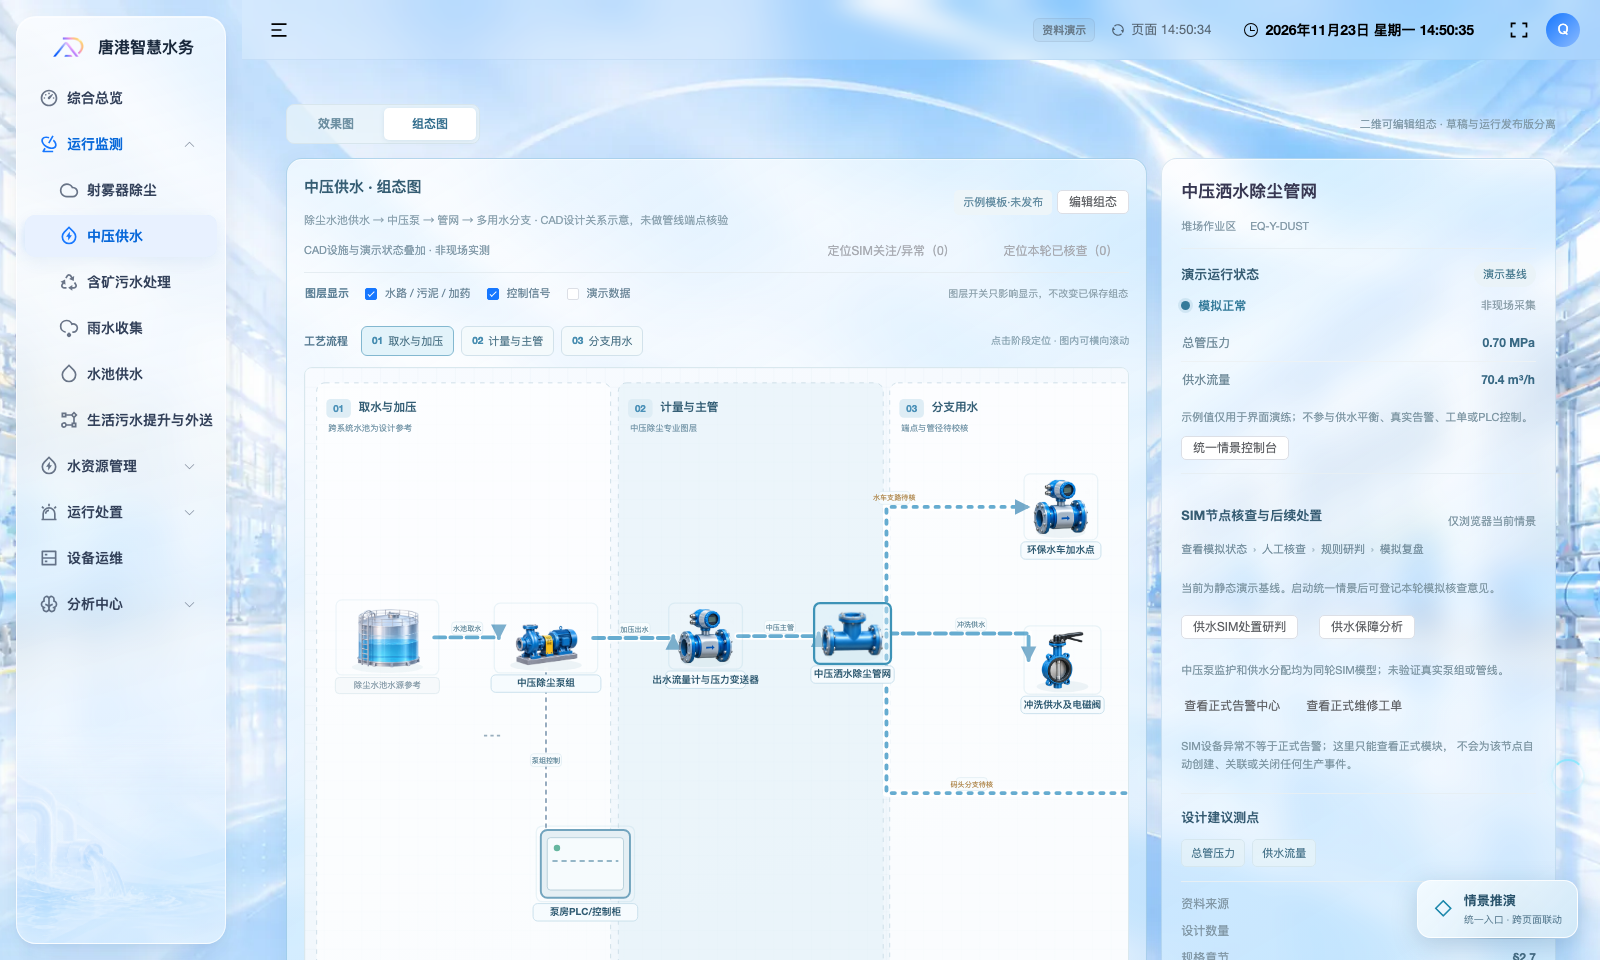 唐港智慧水务
资料演示
页面 14:50:34
2026年11月23日 星期一 14:50:35
Q
综合总览
运行监测
射雾器除尘
中压供水
含矿污水处理
雨水收集
水池供水
生活污水提升与外送
水资源管理
运行处置
设备运维
分析中心
效果图
组态图
二维可编辑组态 · 草稿与运行发布版分离
中压供水 · 组态图
示例模板·未发布
编辑组态
除尘水池供水 → 中压泵 → 管网 → 多用水分支 · CAD设计关系示意，未做管线端点核验
CAD设施与演示状态叠加 · 非现场实测
定位SIM关注/异常（0）
定位本轮已核查（0）
图层显示
水路 / 污泥 / 加药
控制信号
演示数据
图层开关只影响显示，不改变已保存组态
工艺流程
01 取水与加压
02 计量与主管
03 分支用水
点击阶段定位 · 图内可横向滚动
01 取水与加压
跨系统水池为设计参考
02 计量与主管
中压除尘专业图层
03 分支用水
端点与管径待校核
水车支路待核
环保水车加水点
水池取水
加压出水
中压主管
冲洗供水
除尘水池水源参考
中压除尘泵组
出水流量计与压力变送器
中压洒水除尘管网
冲洗供水及电磁阀
泵组控制
码头分支待核
泵房PLC/控制柜
中压洒水除尘管网
堆场作业区 EQ-Y-DUST
演示运行状态
演示基线
模拟正常
非现场采集
总管压力
0.70 MPa
供水流量
70.4 m³/h
示例值仅用于界面演练；不参与供水平衡、真实告警、工单或PLC控制。
统一情景控制台
SIM节点核查与后续处置
仅浏览器当前情景
查看模拟状态 › 人工核查 › 规则研判 › 模拟复盘
当前为静态演示基线。启动统一情景后可登记本轮模拟核查意见。
供水SIM处置研判
供水保障分析
中压泵监护和供水分配均为同轮SIM模型；未验证真实泵组或管线。
查看正式告警中心
查看正式维修工单
SIM设备异常不等于正式告警；这里只能查看正式模块， 不会为该节点自
动创建、关联或关闭任何生产事件。
设计建议测点
总管压力
供水流量
资料来源
设计数量
规格章节
§2.7
情景推演
统一入口 · 跨页面联动